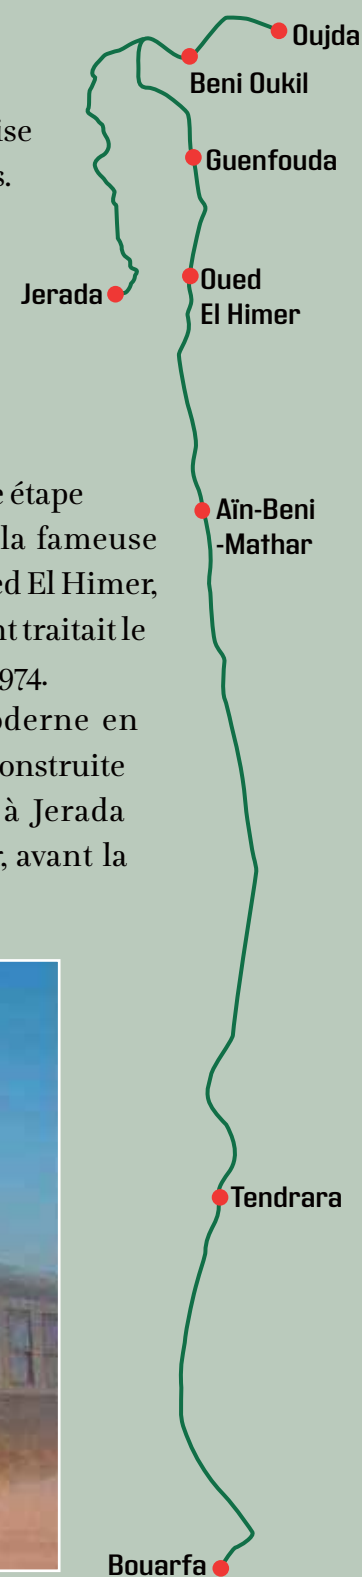 Oujda
Beni Oukil
ise
s.
Guenfouda
Jerada
Oued
El Himer
e étape
la fameuse
ed El Himer,
nt traitait le
974.
oderne en
onstruite
à Jerada
r, avant la
Aïn-Beni
-Mathar
Tendrara
Bouarfa